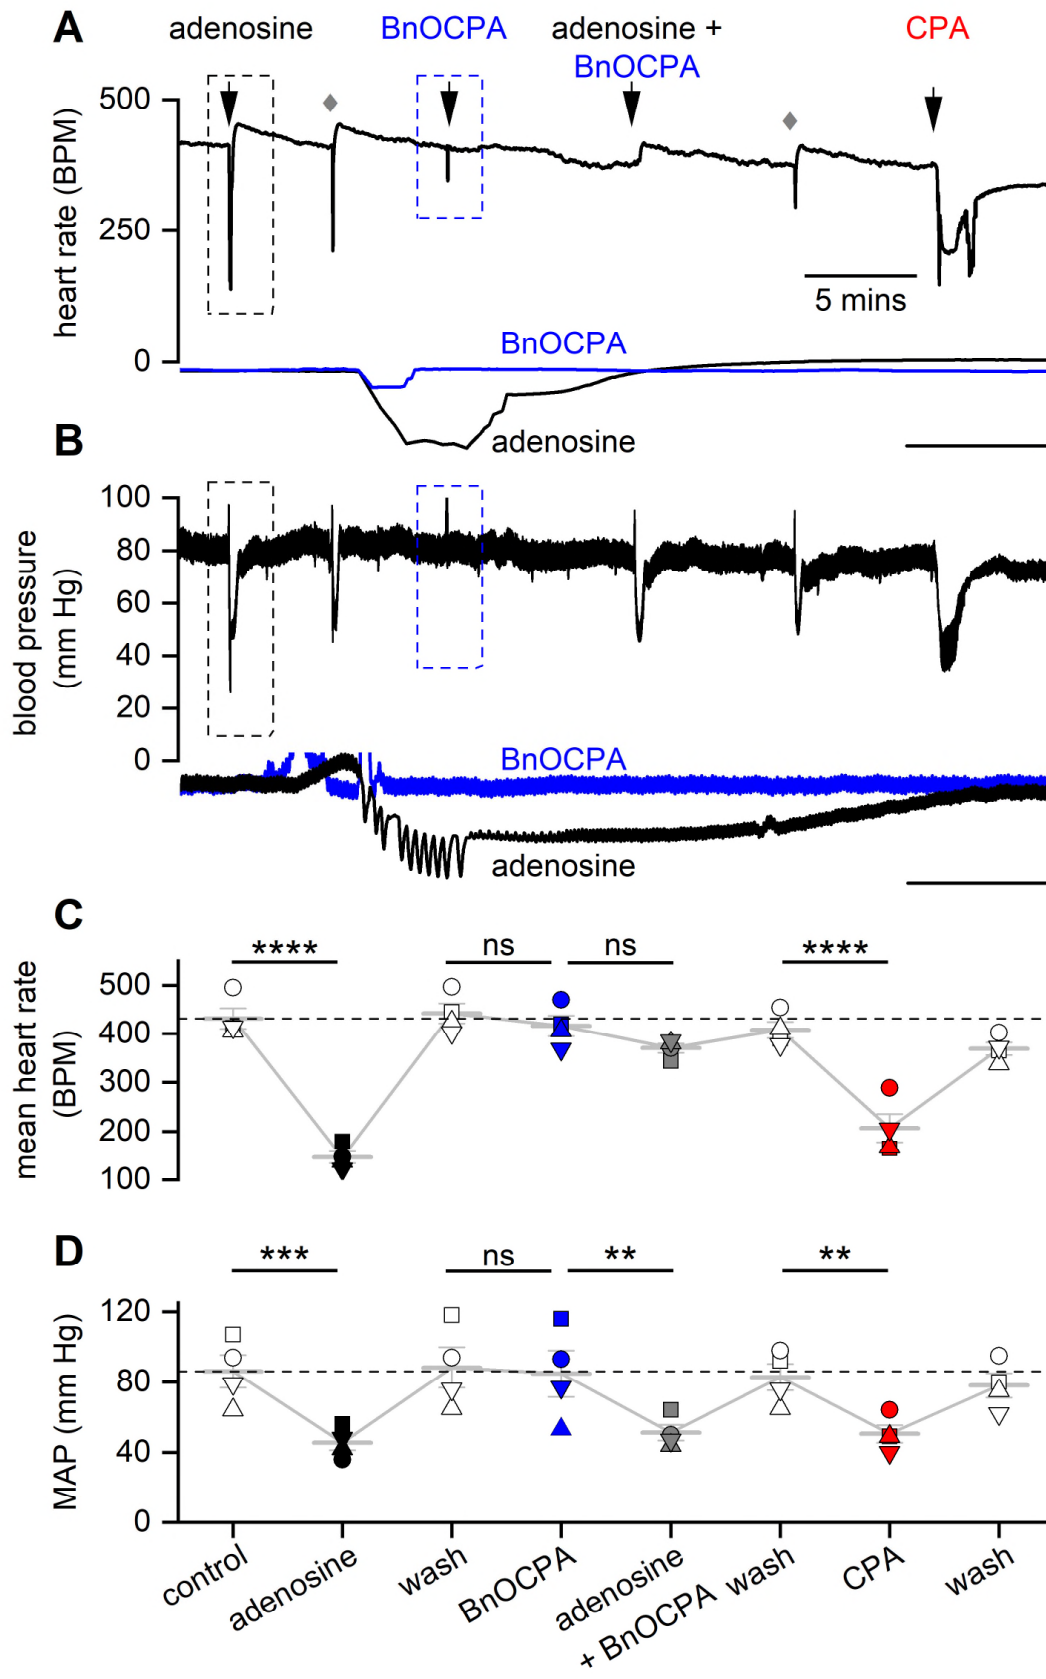 A
adenosine
BnOCPA
adenosine +
BnOCPA
CPA
500
250
0
heart rate (BPM)
5 mins
BnOCPA
adenosine
B
100
80
60
40
20
0
blood pressure
(mm Hg)
BnOCPA
adenosine
C
**** ns ns ****
500
400
300
200
100
mean heart rate
(BPM)
D
*** ns ** **
120
80
40
0
MAP (mm Hg)
control
adenosine
wash
BnOCPA
adenosine
+ BnOCPA
wash
CPA
wash